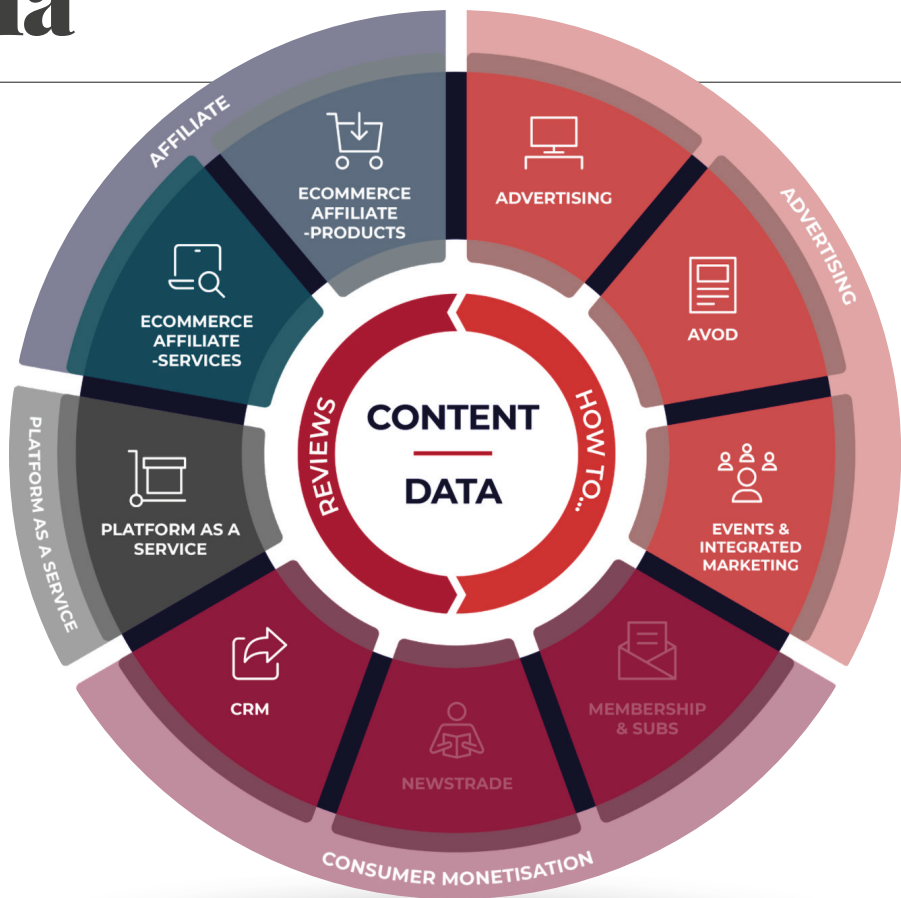 AFFILIATE
ADVERTISING
ECOMMERCE
AFFILIATE
-PRODUCTS
ADVERTISING
ECOMMERCE
AFFILIATE
-SERVICES
AVOD
REVIEWS
CONTENT
DATA
HOW TO...
PLATFORM AS A SERVICE
PLATFORM AS A
SERVICE
EVENTS &
INTEGRATED
MARKETING
CRM
NEWSTRADE
MEMBERSHIP
& SUBS
CONSUMER MONETISATION